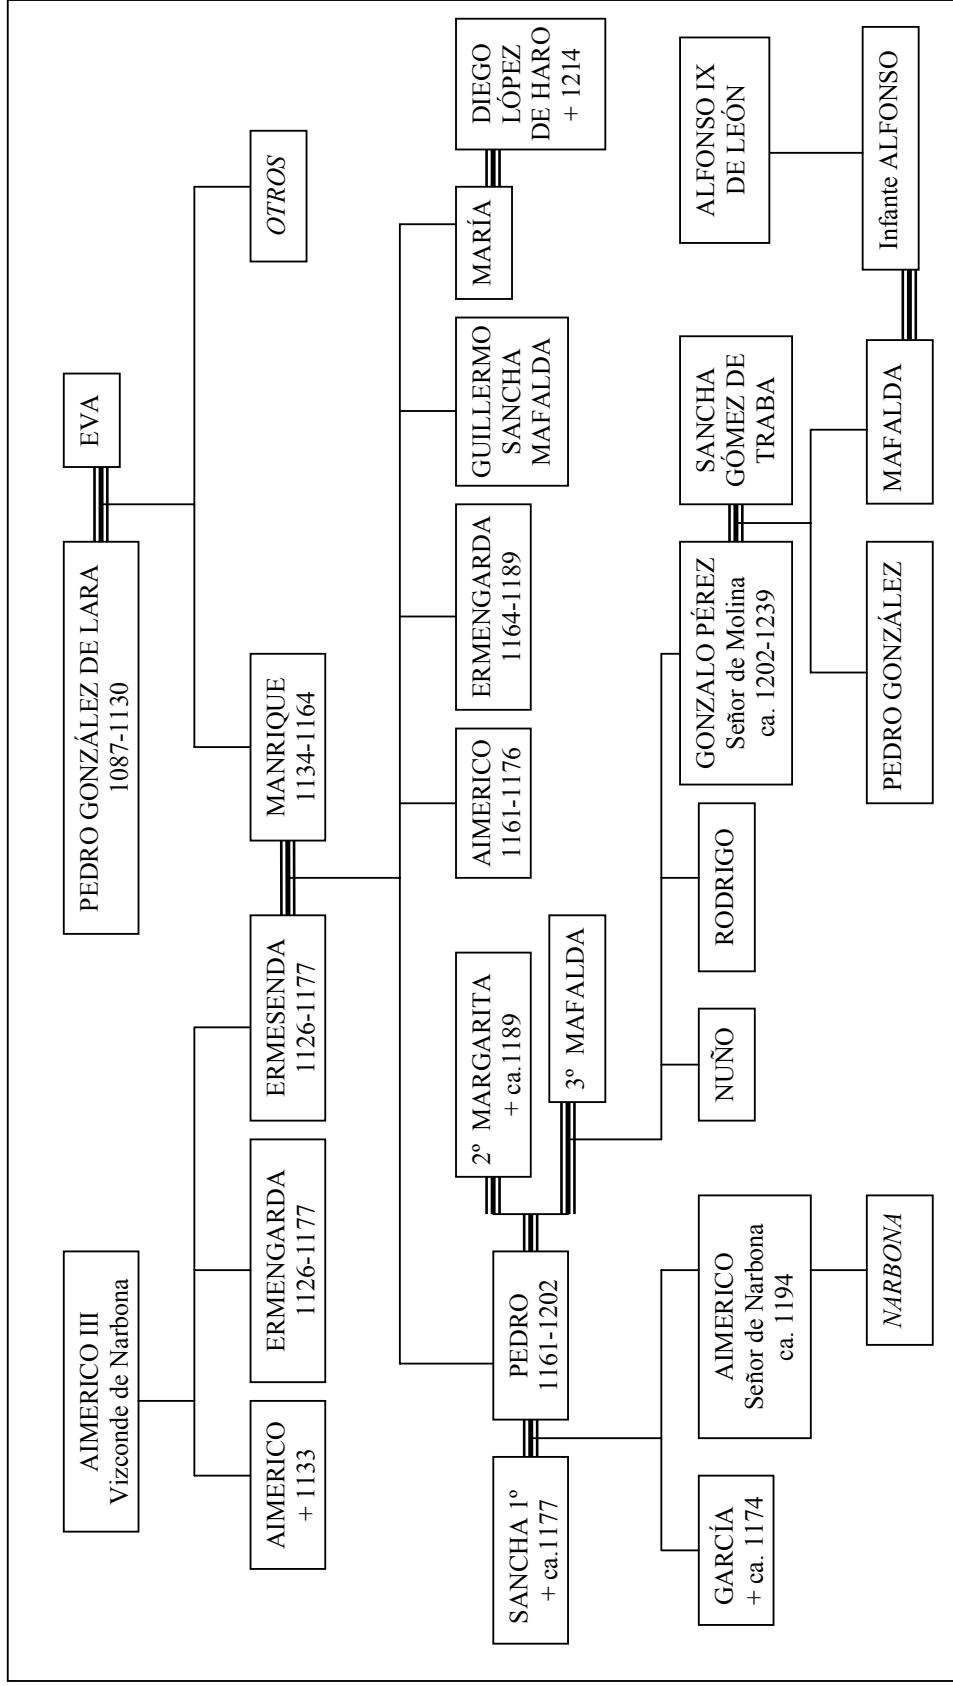 AIMERICO III
Vizconde de Narbona
PEDRO GONZÁLEZ DE LARA
1087-1130
EVA
AIMERICO
+ 1133
ERMENGARDA
1126-1177
ERMESENDA
1126-1177
MANRIQUE
1134-1164
OTROS
SANCHA 1º
+ ca.1177
PEDRO
1161-1202
2º MARGARITA
+ ca.1189
3º MAFALDA
AIMERICO
1161-1176
ERMENGARDA
1164-1189
GUILLERMO
SANCHA
MAFALDA
MARÍA
DIEGO
LÓPEZ
DE HARO
+ 1214
GARCÍA
+ ca. 1174
AIMERICO
Señor de Narbona
ca. 1194
NUÑO
RODRIGO
GONZALO PÉREZ
Señor de Molina
ca. 1202-1239
SANCHA
GÓMEZ DE
TRABA
ALFONSO IX
DE LEÓN
NARBONA
PEDRO GONZÁLEZ
MAFALDA
Infante ALFONSO